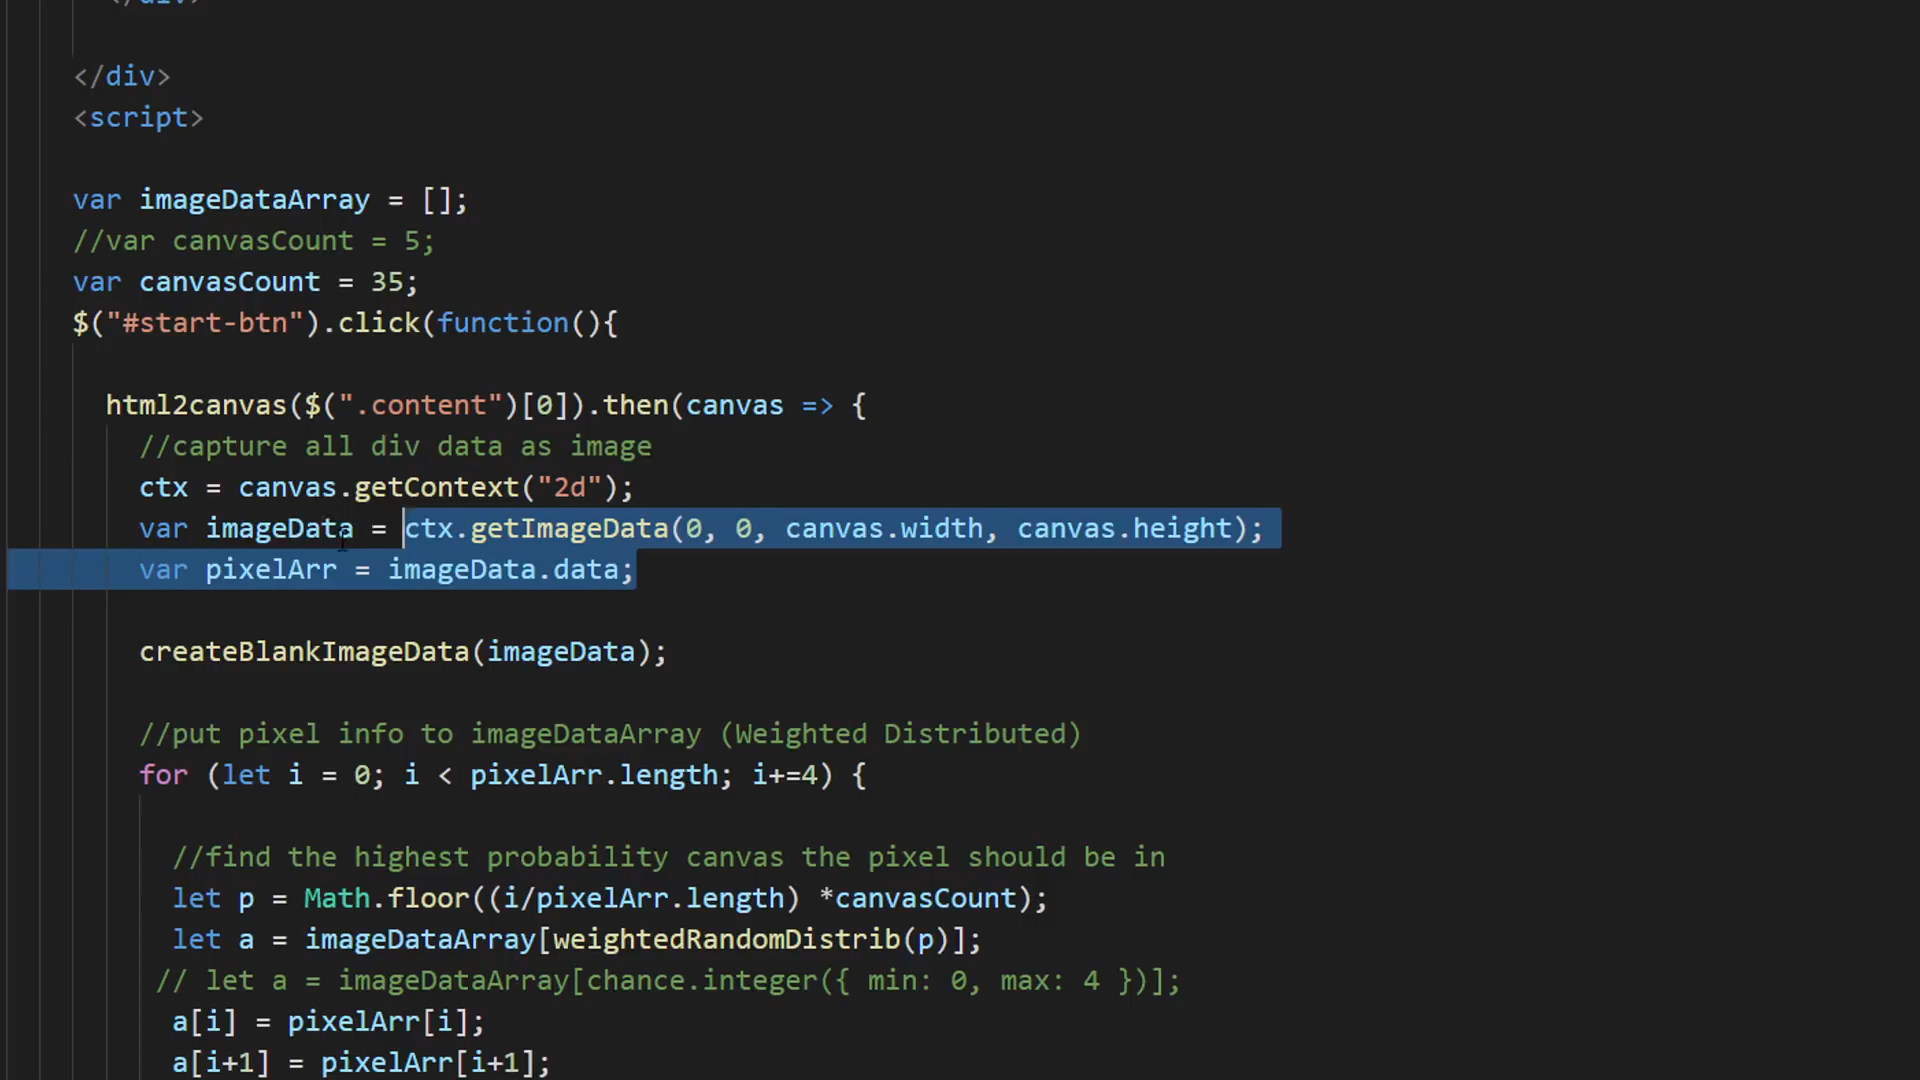 </div>
</div>
<script>
var imageDataArray = [];
//var canvasCount = 5;
var canvasCount = 35;
$("#start-btn").click(function(){
html2canvas($(".content")[0]).then(canvas => {
//capture all div data as image
ctx = canvas.getContext("2d");
var imageData = ctx.getImageData(0, 0, canvas.width, canvas.height);
var pixelArr = imageData.data;
createBlankImageData(imageData);
//put pixel info to imageDataArray (Weighted Distributed)
for (let i = 0; i < pixelArr.length; i+=4) {
//find the highest probability canvas the pixel should be in
let p = Math.floor((i/pixelArr.length) *canvasCount);
let a = imageDataArray[weightedRandomDistrib(p)];
// let a = imageDataArray[chance.integer({ min: 0, max: 4 })];
a[i] = pixelArr[i];
a[i+1] = pixelArr[i+1];